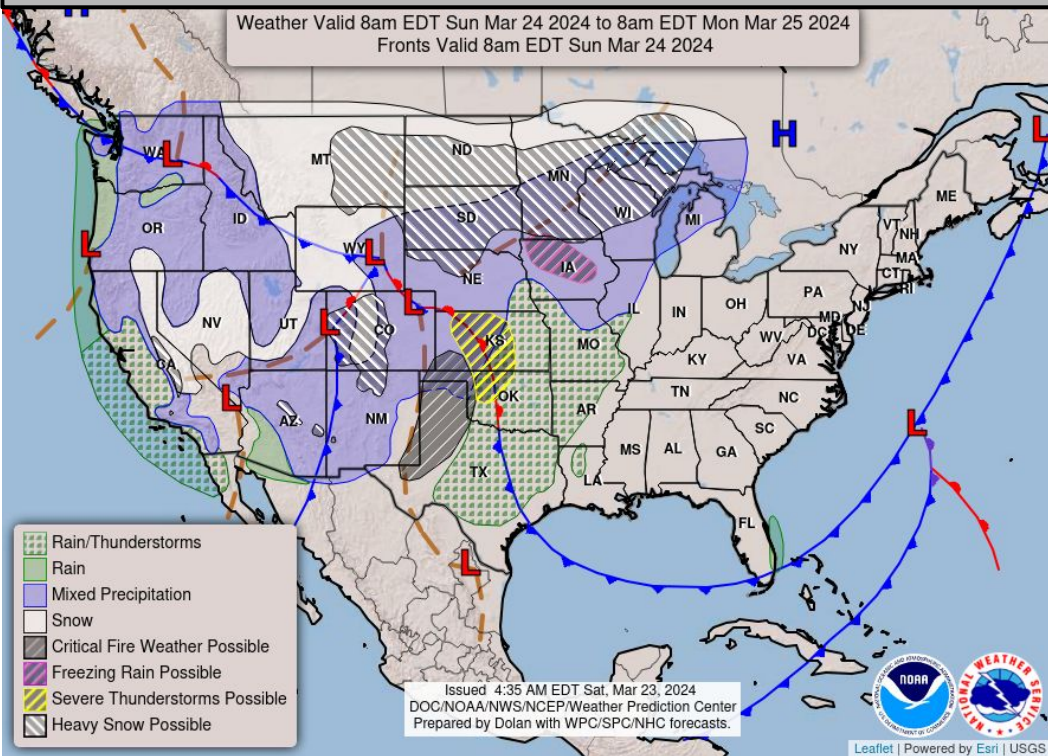 Weather Valid 8am EDT Sun Mar 24 2024 to 8am EDT Mon Mar 25 2024
Fronts Valid 8am EDT Sun Mar 24 2024
H
H
L
WA
L
MT
ND
MN
ME
OR
ID
SD
WI
MI
VT
NH
NY
MA
CT
RI
L
WY
L
NE
IA
PA
NJ
L
L
NV
UT
CO
KS
IL
IN
OH
MD
DC
DE
WV
VA
MO
KY
CA
L
AZ
NM
OK
AR
TN
NC
L
SC
MS
AL
GA
TX
LA
FL
L
Rain/Thunderstorms
Rain
Mixed Precipitation
Snow
Critical Fire Weather Possible
Freezing Rain Possible
Severe Thunderstorms Possible
Heavy Snow Possible
Issued 4:35 AM EDT Sat, Mar 23, 2024
DOC/NOAA/NWS/NCEP/Weather Prediction Center
Prepared by Dolan with WPC/SPC/NHC forecasts.
NOAA
NATIONAL WEATHER SERVICE
Leaflet | Powered by Esri | USGS